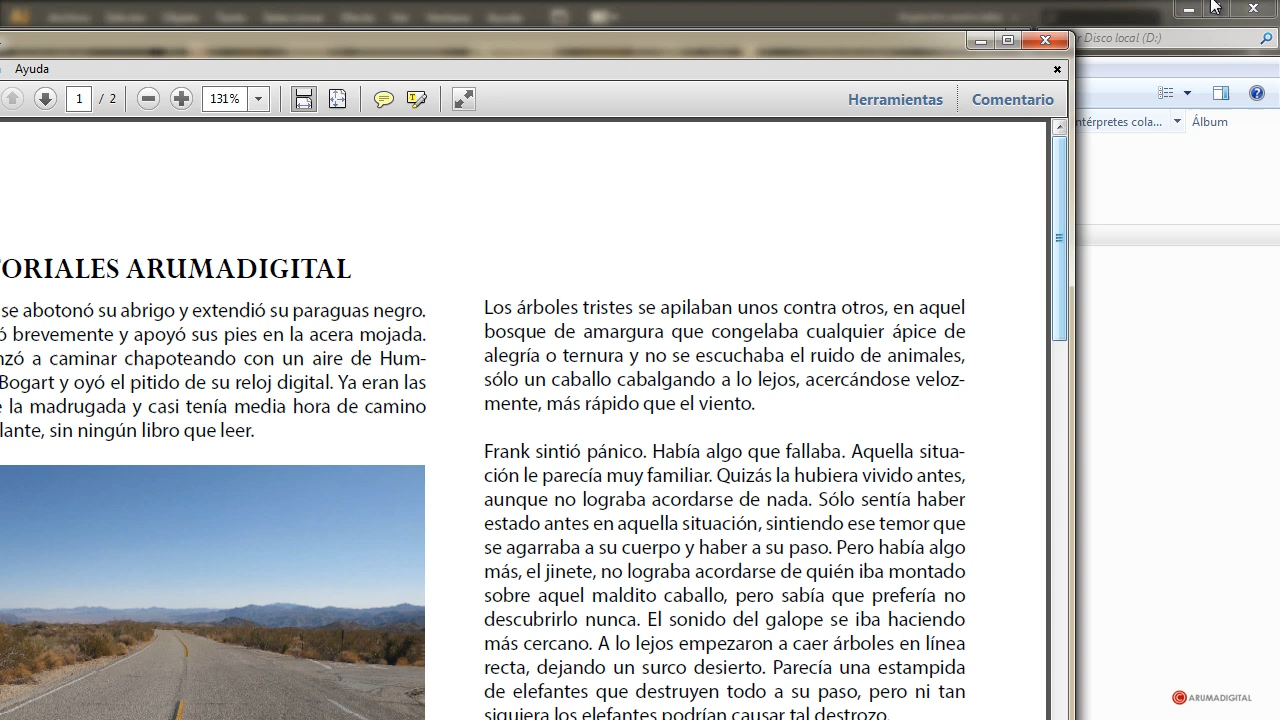 Disco local (D:)
Ayuda
1 / 2
131%
Herramientas
Comentario
ntérpretes cola...
Álbum
TORIALES ARUMADIGITAL
se abotonó su abrigo y extendió su paraguas negro.
ó brevemente y apoyó sus pies en la acera mojada.
nzó a caminar chapoteando con un aire de Hum-
Bogart y oyó el pitido de su reloj digital. Ya eran las
e la madrugada y casi tenía media hora de camino
lante, sin ningún libro que leer.
Los árboles tristes se apilaban unos contra otros, en aquel
bosque de amargura que congelaba cualquier ápice de
alegría o ternura y no se escuchaba el ruido de animales,
sólo un caballo cabalgando a lo lejos, acercándose veloz-
mente, más rápido que el viento.
Frank sintió pánico. Había algo que fallaba. Aquella situa-
ción le parecía muy familiar. Quizás la hubiera vivido antes,
aunque no lograba acordarse de nada. Sólo sentía haber
estado antes en aquella situación, sintiendo ese temor que
se agarraba a su cuerpo y haber a su paso. Pero había algo
más, el jinete, no lograba acordarse de quién iba montado
sobre aquel maldito caballo, pero sabía que prefería no
descubrirlo nunca. El sonido del galope se iba haciendo
más cercano. A lo lejos empezaron a caer árboles en línea
recta, dejando un surco desierto. Parecía una estampida
de elefantes que destruyen todo a su paso, pero ni tan
siquiera los elefantes podrían causar tal destrozo.
ARUMADIGITAL